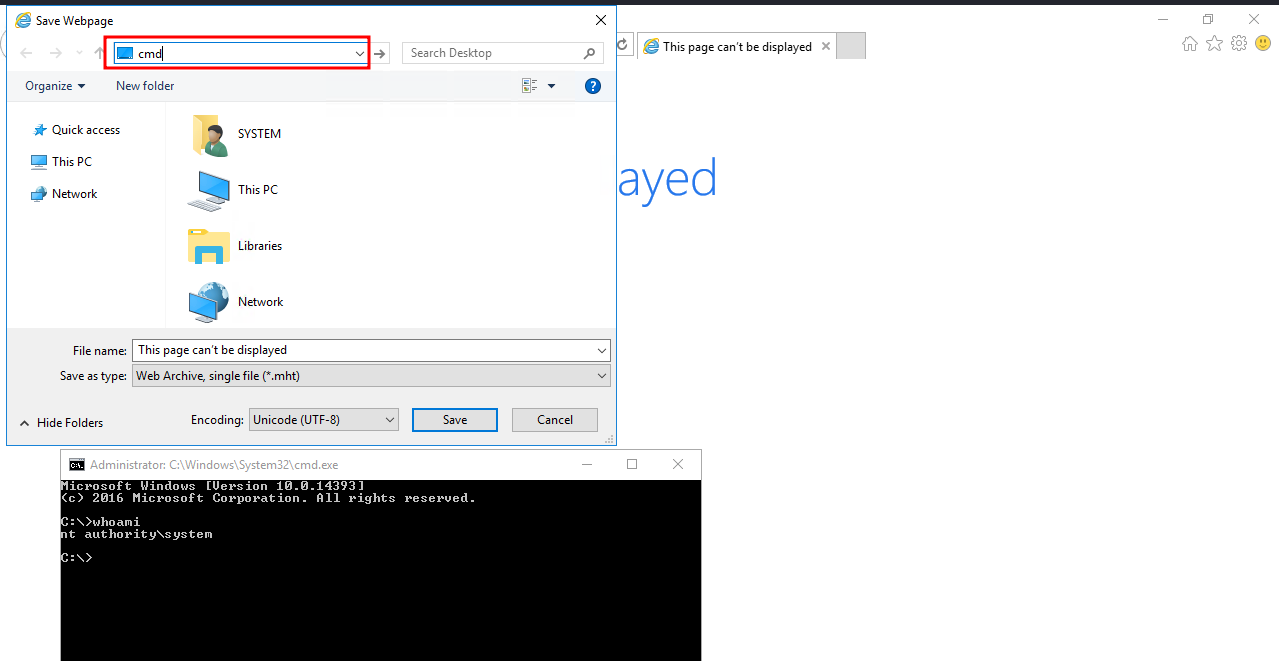 Save Webpage
cmd
Search Desktop
This page can't be displayed
Organize
New folder
?
Quick access
This PC
Network
SYSTEM
This PC
Libraries
Network
ayed
File name: This page can't be displayed
Save as type: Web Archive, single file (*.mht)
Hide Folders
Encoding: Unicode (UTF-8)
Save
Cancel
Administrator: C:\Windows\System32\cmd.exe
Microsoft Windows [Version 10.0.14393]
(c) 2016 Microsoft Corporation. All rights reserved.
C:\>whoami
nt authority\system
C:\>